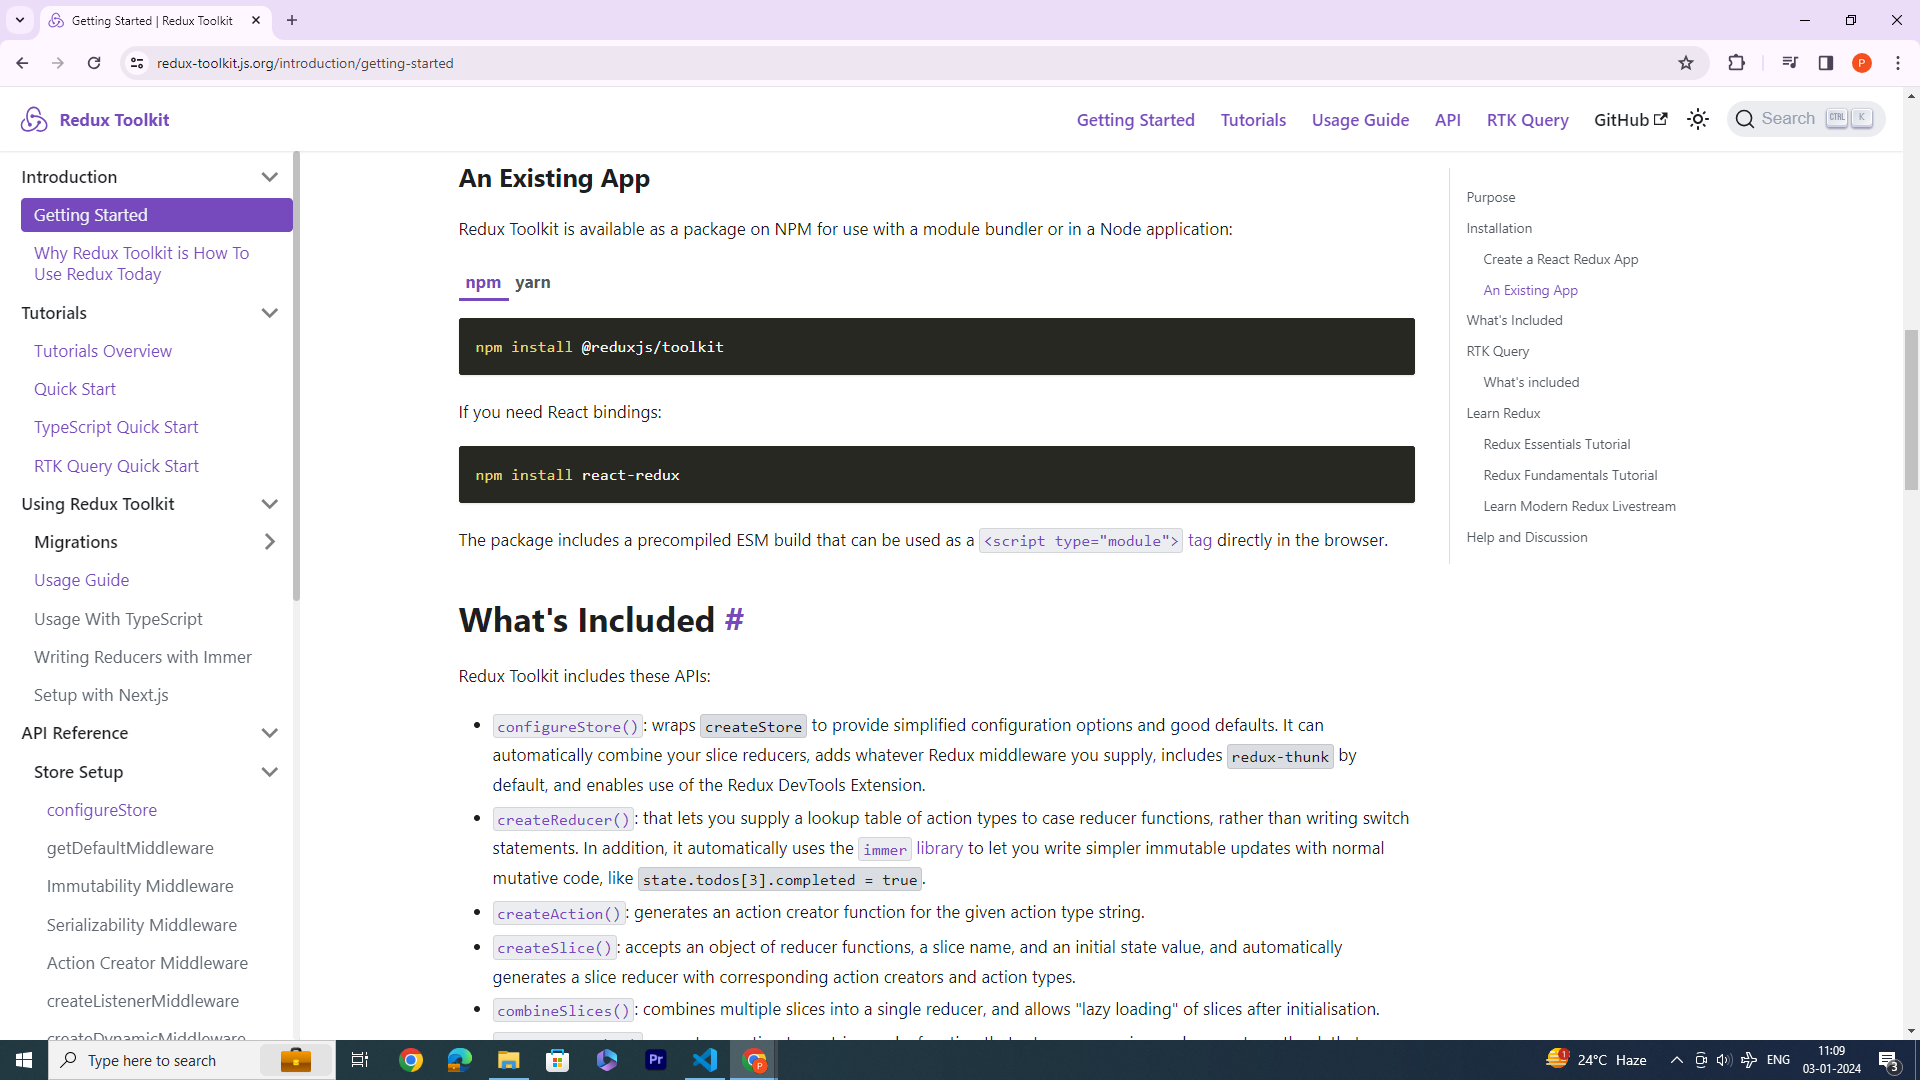 Getting Started | Redux Toolkit
redux-toolkit.js.org/introduction/getting-started
P
Redux Toolkit
Getting Started
Tutorials
Usage Guide
API
RTK Query
GitHub
Search
CTRL
K
Introduction
Getting Started
Why Redux Toolkit is How To
Use Redux Today
Tutorials
Tutorials Overview
Quick Start
TypeScript Quick Start
RTK Query Quick Start
Using Redux Toolkit
Migrations
Usage Guide
Usage With TypeScript
Writing Reducers with Immer
Setup with Next.js
API Reference
Store Setup
configureStore
getDefaultMiddleware
Immutability Middleware
Serializability Middleware
Action Creator Middleware
createListenerMiddleware
createDynamicMiddleware
An Existing App
Redux Toolkit is available as a package on NPM for use with a module bundler or in a Node application:
npm yarn
npm install @reduxjs/toolkit
If you need React bindings:
npm install react-redux
The package includes a precompiled ESM build that can be used as a <script type="module"> tag directly in the browser.
What's Included #
Redux Toolkit includes these APIs:
• configureStore(): wraps createStore to provide simplified configuration options and good defaults. It can
automatically combine your slice reducers, adds whatever Redux middleware you supply, includes redux-thunk by
default, and enables use of the Redux DevTools Extension.
• createReducer(): that lets you supply a lookup table of action types to case reducer functions, rather than writing switch
statements. In addition, it automatically uses the immer library to let you write simpler immutable updates with normal
mutative code, like state.todos[3].completed = true.
• createAction(): generates an action creator function for the given action type string.
• createSlice(): accepts an object of reducer functions, a slice name, and an initial state value, and automatically
generates a slice reducer with corresponding action creators and action types.
• combineSlices(): combines multiple slices into a single reducer, and allows "lazy loading" of slices after initialisation.
Purpose
Installation
Create a React Redux App
An Existing App
What's Included
RTK Query
What's included
Learn Redux
Redux Essentials Tutorial
Redux Fundamentals Tutorial
Learn Modern Redux Livestream
Help and Discussion
Type here to search
Pr
P
1
24°C Haze
ENG
11:09
03-01-2024
3